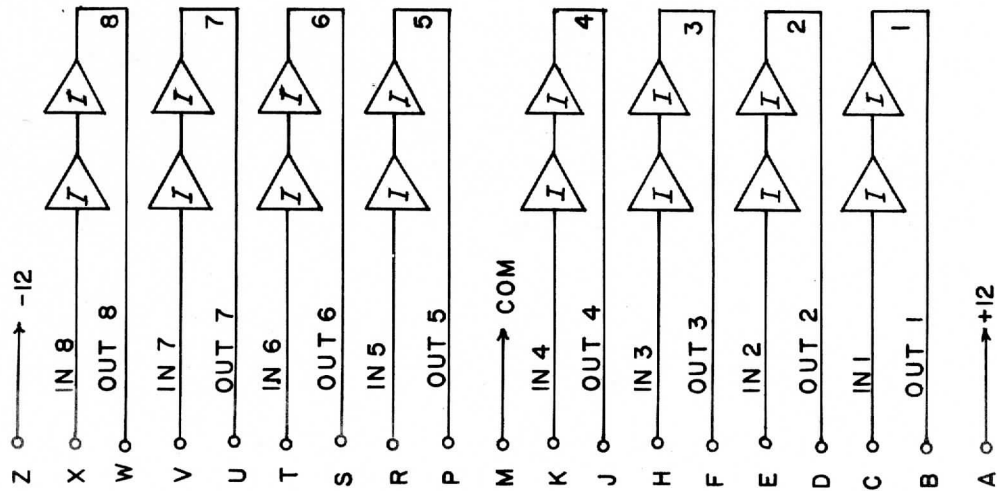 Z -12
X IN 8 I I 8
W OUT 8
V IN 7 I I 7
U OUT 7
T IN 6 I I 6
S OUT 6
R IN 5 I I 5
P OUT 5
M COM
K IN 4 I I 4
J OUT 4
H IN 3 I I 3
F OUT 3
E IN 2 I I 2
D OUT 2
C IN 1 I I 1
B OUT 1
A +12